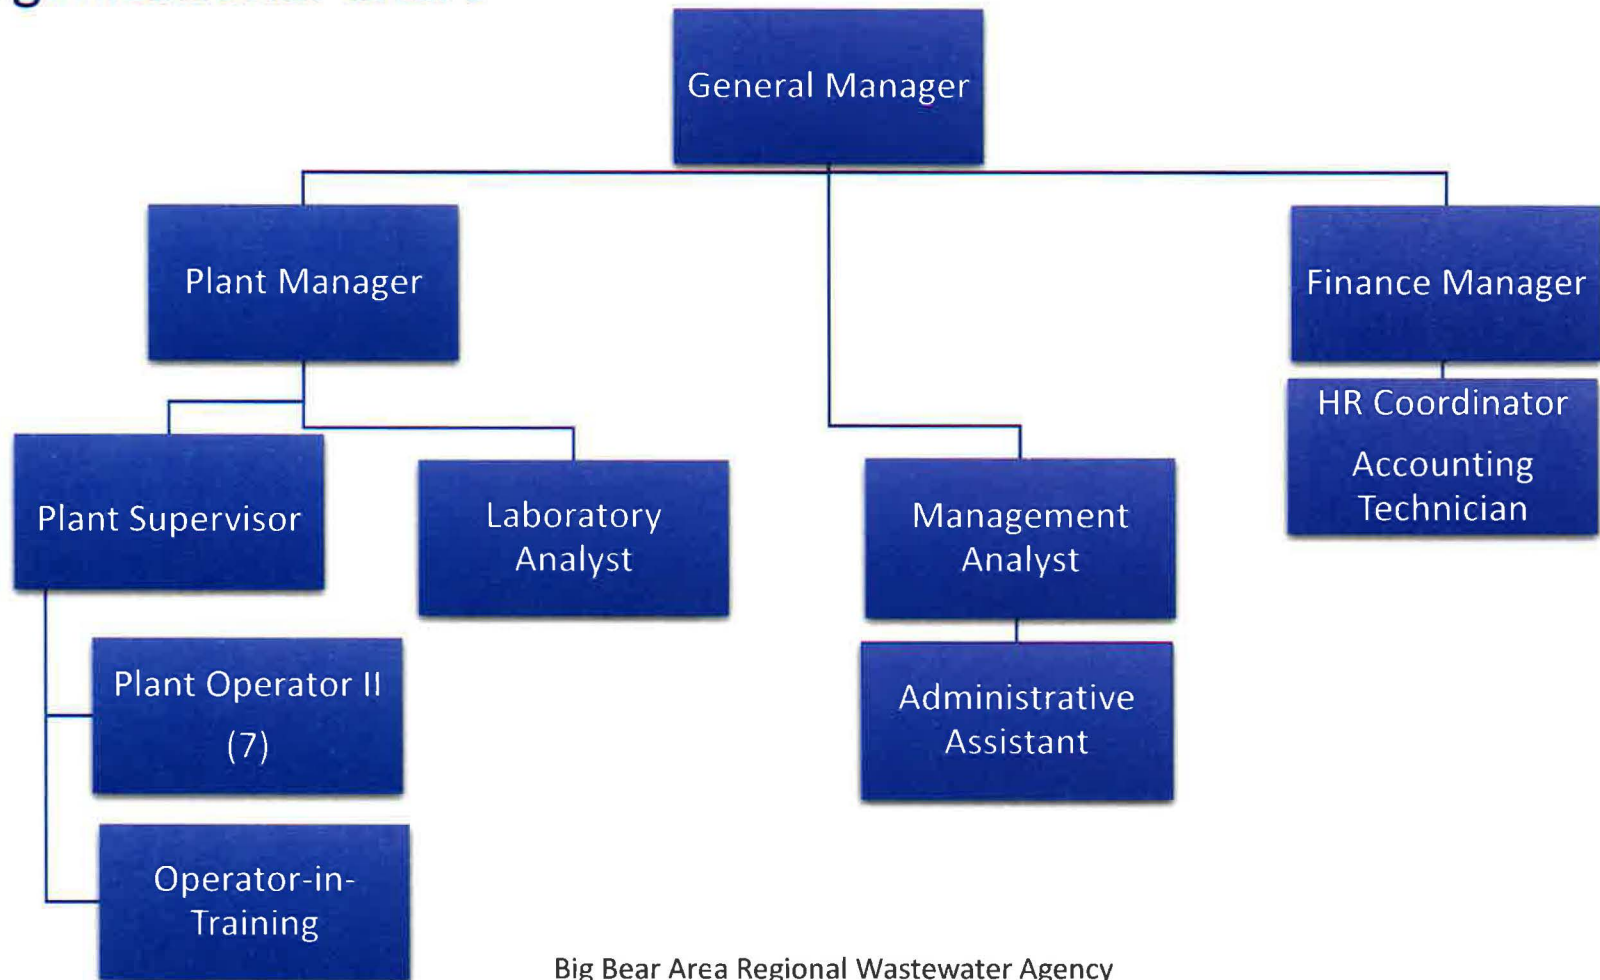 General Manager
Plant Manager
Finance Manager
HR Coordinator
Accounting
Technician
Plant Supervisor
Laboratory
Analyst
Management
Analyst
Plant Operator II
(7)
Administrative
Assistant
Operator-in-
Training
Big Bear Area Regional Wastewater Agency